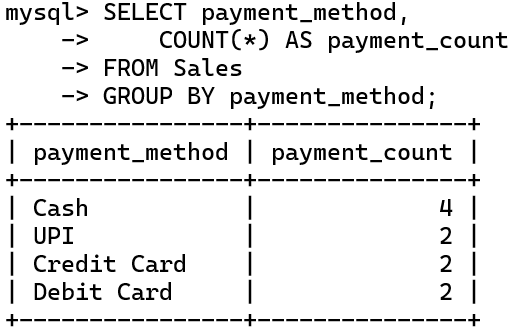 mysql> SELECT payment_method,
    ->     COUNT(*) AS payment_count
    -> FROM Sales
    -> GROUP BY payment_method;
+----------------+---------------+
| payment_method | payment_count |
+----------------+---------------+
| Cash           |             4 |
| UPI            |             2 |
| Credit Card    |             2 |
| Debit Card     |             2 |
+----------------+---------------+